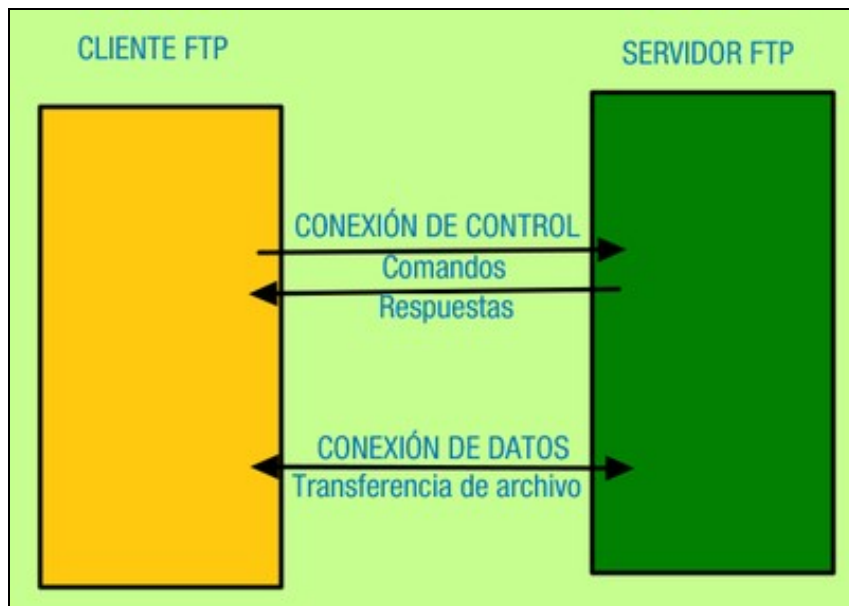 CLIENTE FTP
SERVIDOR FTP
CONEXIÓN DE CONTROL
Comandos
Respuestas
CONEXIÓN DE DATOS
Transferencia de archivo